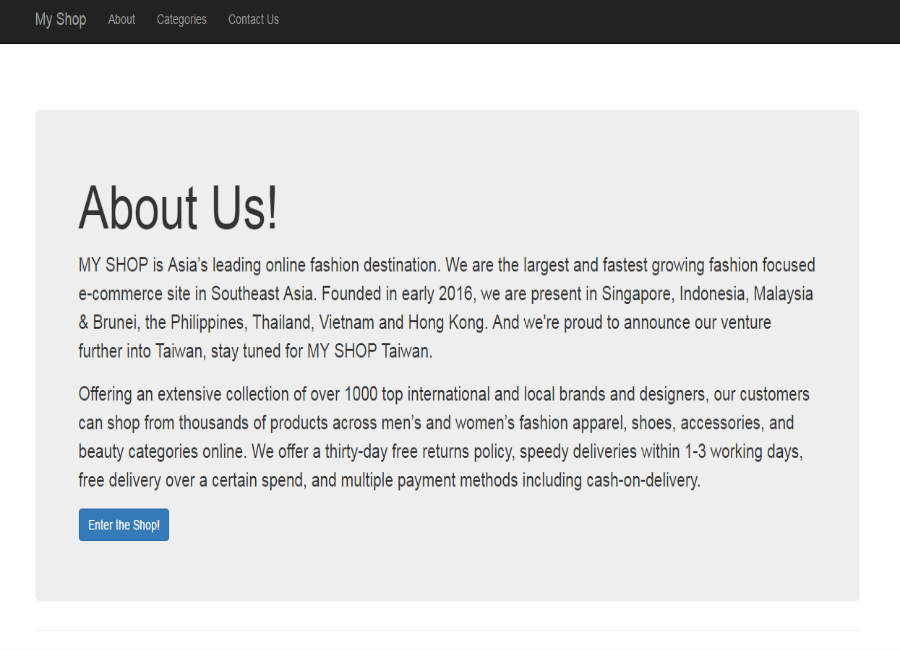 My Shop About Categories Contact Us
About Us!
MY SHOP is Asia’s leading online fashion destination. We are the largest and fastest growing fashion focused
e-commerce site in Southeast Asia. Founded in early 2016, we are present in Singapore, Indonesia, Malaysia
& Brunei, the Philippines, Thailand, Vietnam and Hong Kong. And we're proud to announce our venture
further into Taiwan, stay tuned for MY SHOP Taiwan.
Offering an extensive collection of over 1000 top international and local brands and designers, our customers
can shop from thousands of products across men’s and women’s fashion apparel, shoes, accessories, and
beauty categories online. We offer a thirty-day free returns policy, speedy deliveries within 1-3 working days,
free delivery over a certain spend, and multiple payment methods including cash-on-delivery.
Enter the Shop!